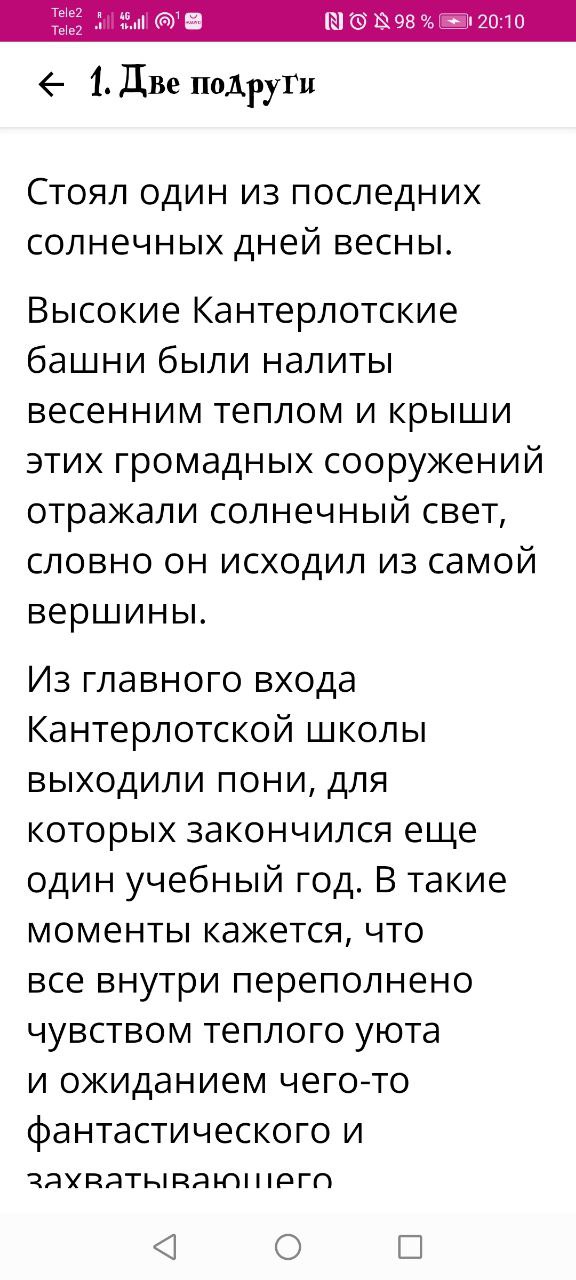 Tele2
Tele2
4G
1
98 %
20:10
1. Две подруги
Стоял один из последних
солнечных дней весны.
Высокие Кантерлотские
башни были налиты
весенним теплом и крыши
этих громадных сооружений
отражали солнечный свет,
словно он исходил из самой
вершины.
Из главного входа
Кантерлотской школы
выходили пони, для
которых закончился еще
один учебный год. В такие
моменты кажется, что
все внутри переполнено
чувством теплого уюта
и ожиданием чего-то
фантастического и
захватывающего